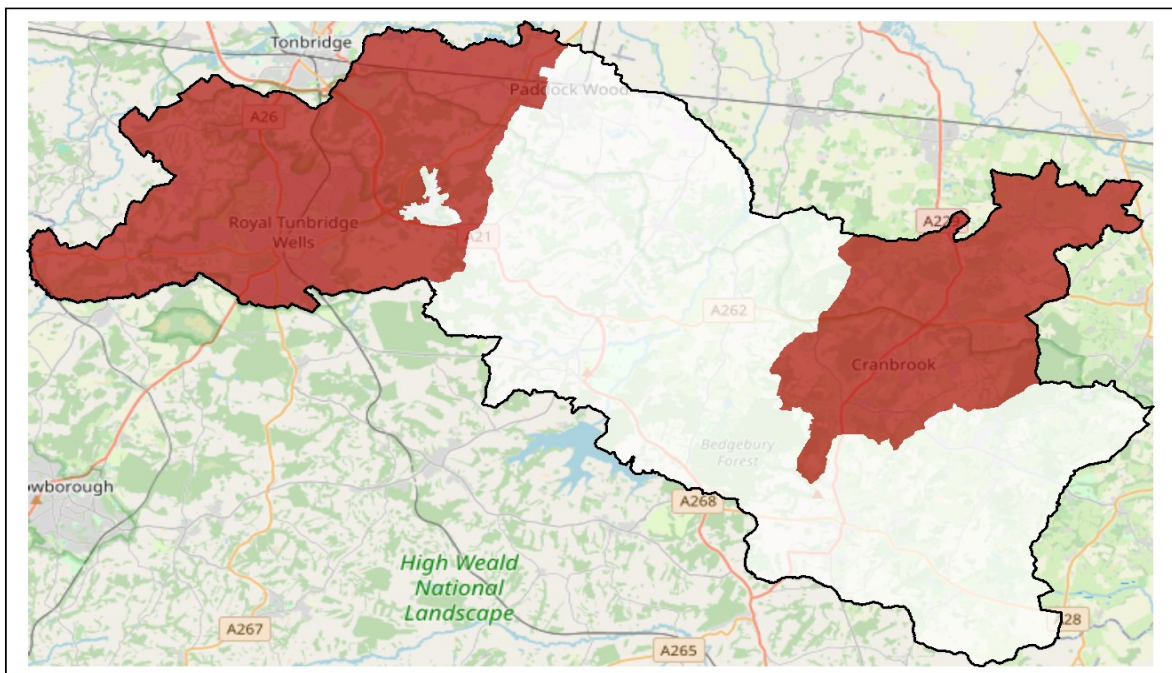 Tonbridge
Paddock Wood
A26
Royal Tunbridge
Wells
A21
A229
A262
Cranbrook
Bedgebury
Forest
owborough
A268
High Weald
National
Landscape
A267
A265
28